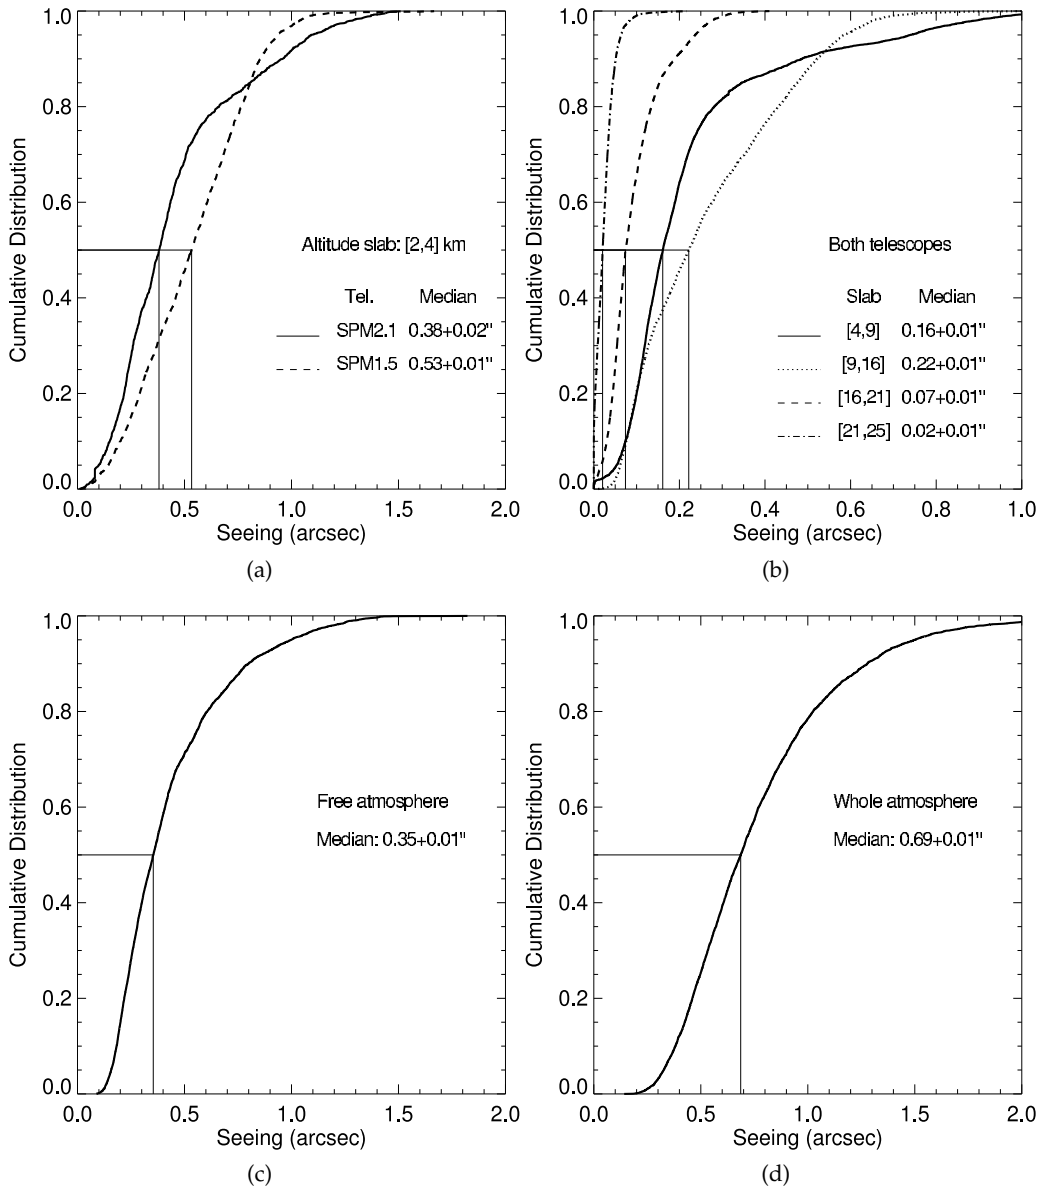 1.0
0.8
0.6
0.4
0.2
0.0
Cumulative Distribution
Altitude slab: [2,4] km
Tel. Median
SPM2.1 0.38+0.02"
SPM1.5 0.53+0.01"
0.0 0.5 1.0 1.5 2.0
Seeing (arcsec)
(a)
1.0
0.8
0.6
0.4
0.2
0.0
Cumulative Distribution
Both telescopes
Slab Median
[4,9] 0.16+0.01"
[9,16] 0.22+0.01"
[16,21] 0.07+0.01"
[21,25] 0.02+0.01"
0.0 0.2 0.4 0.6 0.8 1.0
Seeing (arcsec)
(b)
1.0
0.8
0.6
0.4
0.2
0.0
Cumulative Distribution
Free atmosphere
Median: 0.35+0.01"
0.0 0.5 1.0 1.5 2.0
Seeing (arcsec)
(c)
1.0
0.8
0.6
0.4
0.2
0.0
Cumulative Distribution
Whole atmosphere
Median: 0.69+0.01"
0.0 0.5 1.0 1.5 2.0
Seeing (arcsec)
(d)